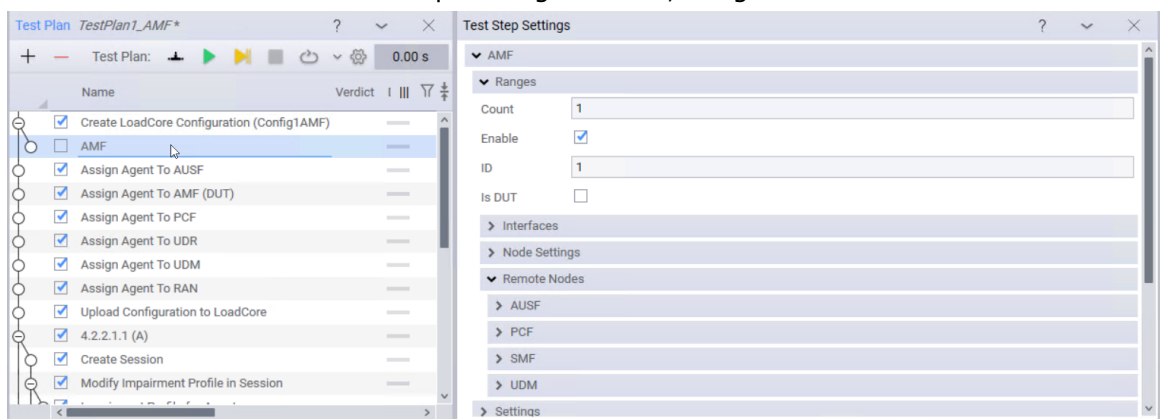 Test Plan TestPlan1_AMF* ?
Test Plan: 0.00 s
Name Verdict
Create LoadCore Configuration (Config1AMF)
AMF
Assign Agent To AUSF
Assign Agent To AMF (DUT)
Assign Agent To PCF
Assign Agent To UDR
Assign Agent To UDM
Assign Agent To RAN
Upload Configuration to LoadCore
4.2.2.1.1 (A)
Create Session
Modify Impairment Profile in Session
Test Step Settings ?
AMF
Ranges
Count 1
Enable
ID 1
Is DUT
Interfaces
Node Settings
Remote Nodes
AUSF
PCF
SMF
UDM
Settings